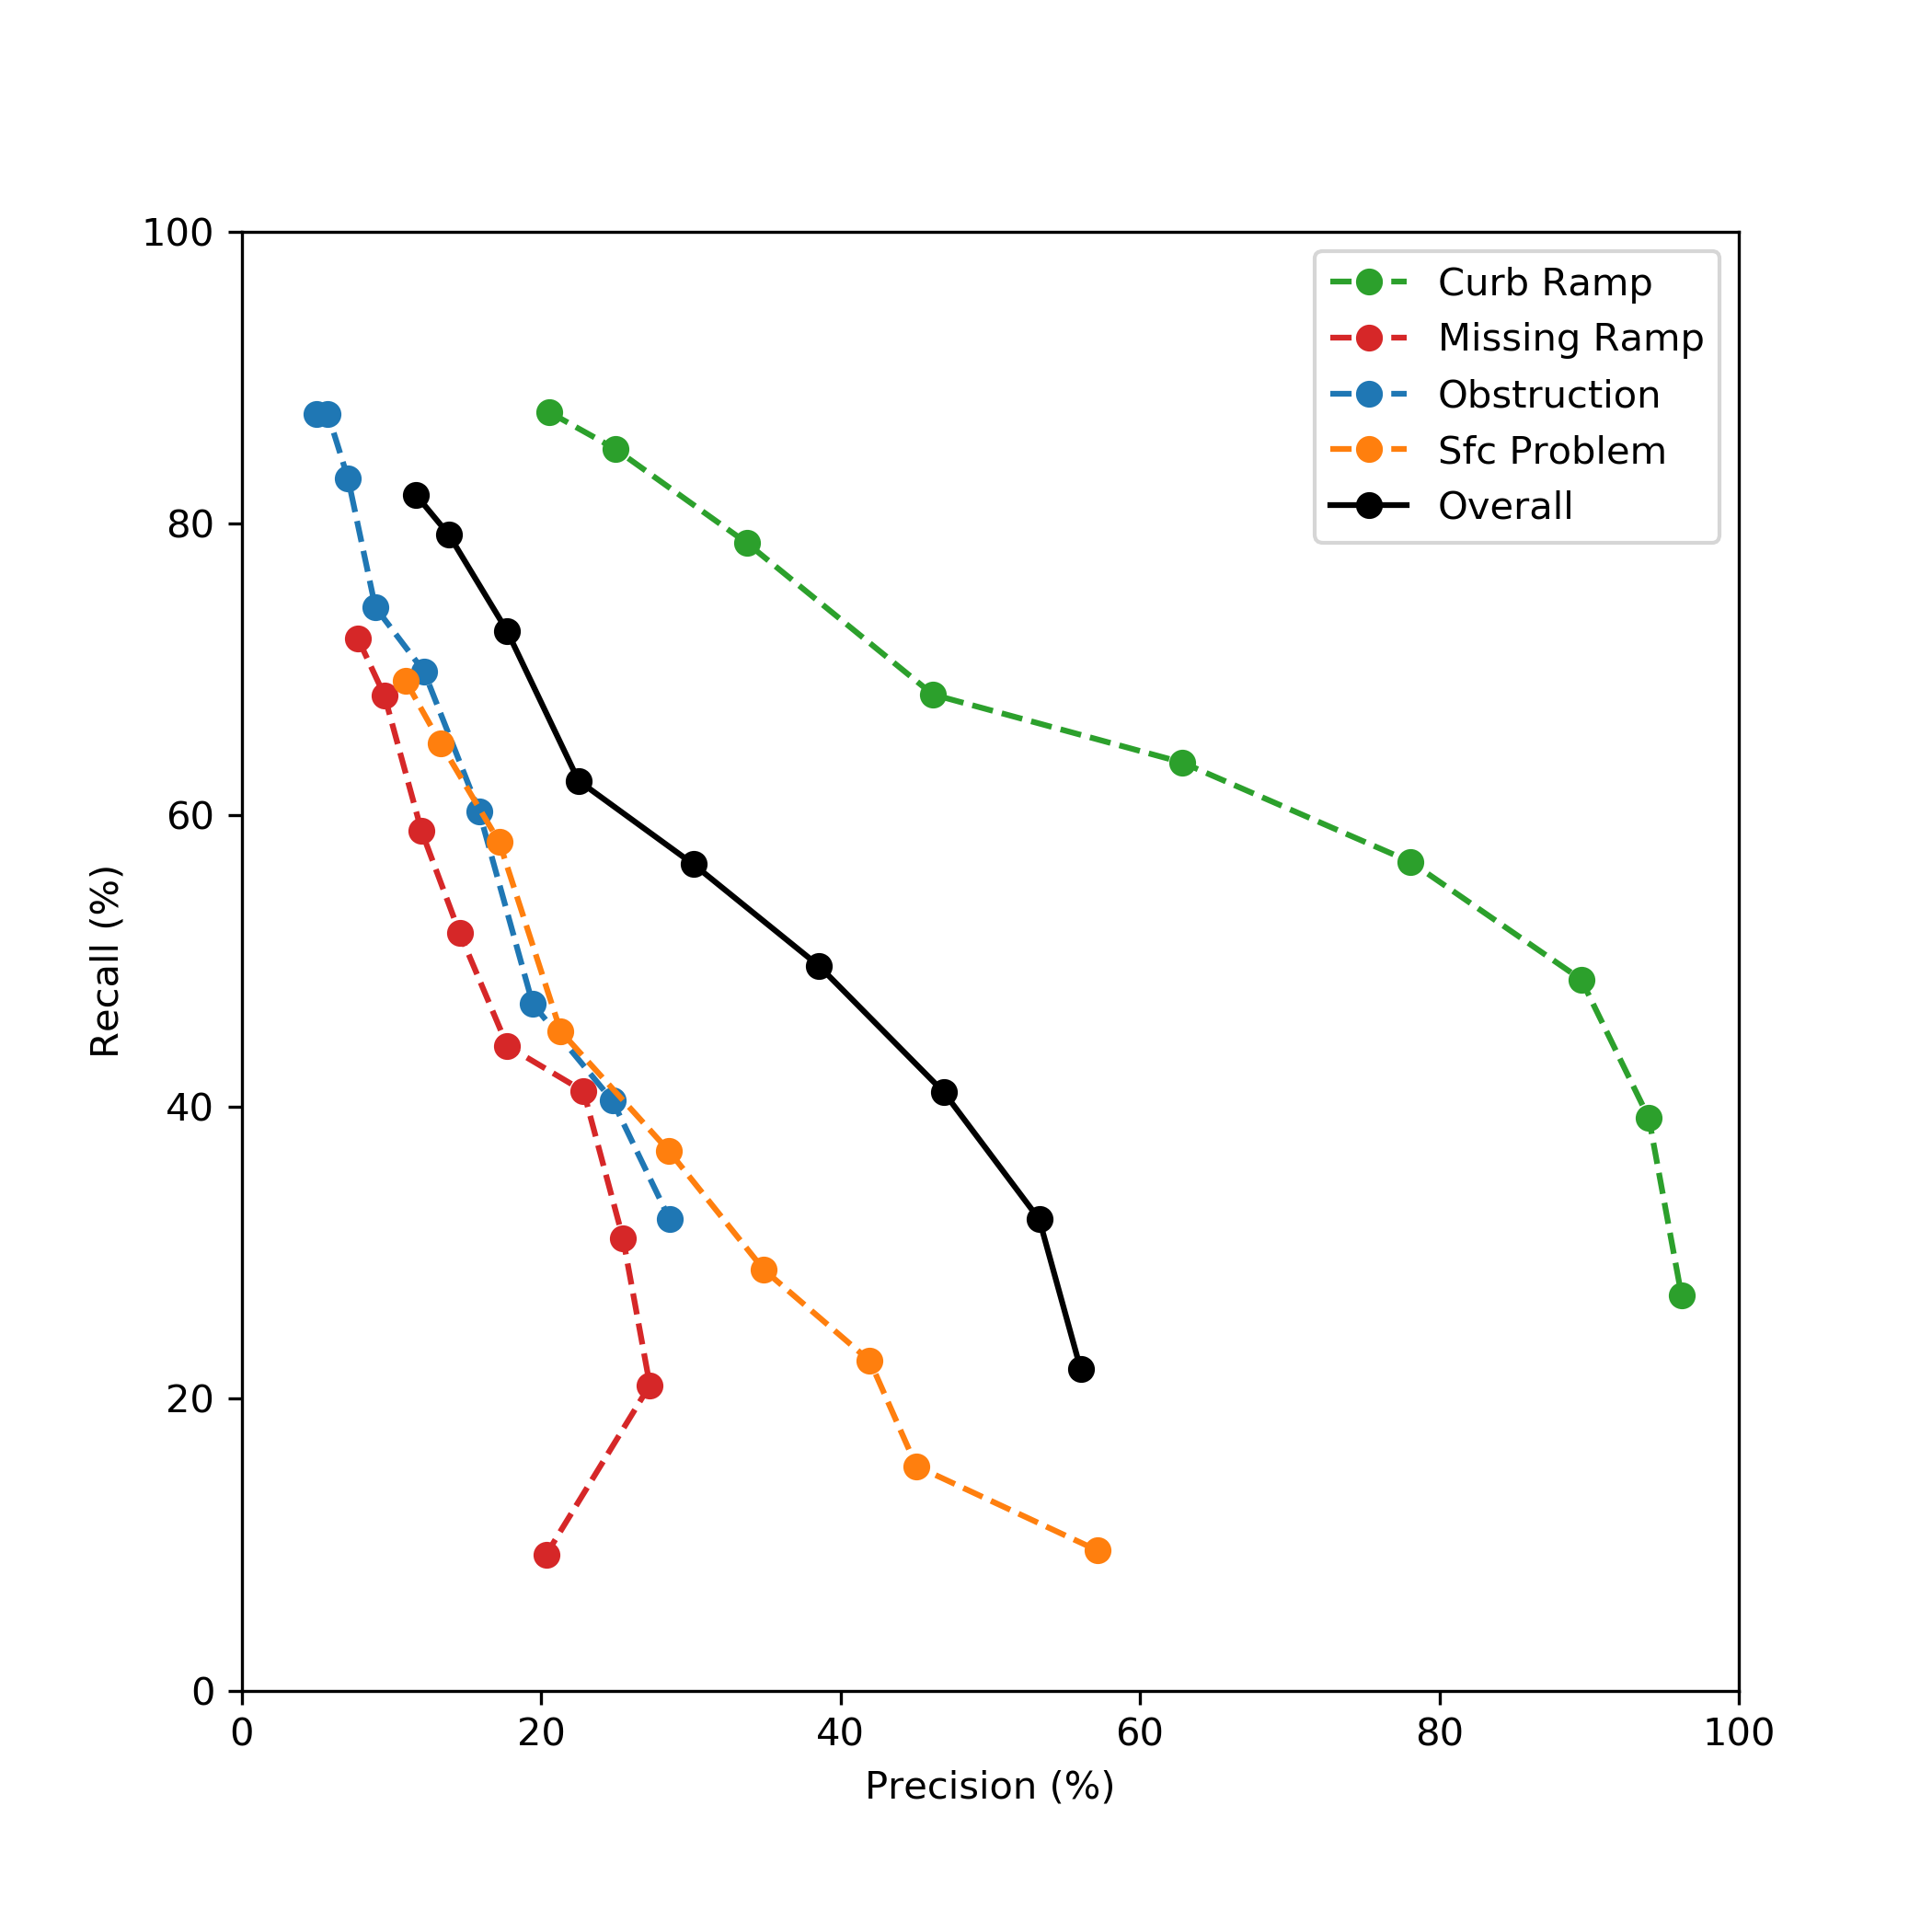 Curb Ramp
Missing Ramp
Obstruction
Sfc Problem
Overall
100
80
60
40
20
0
Recall (%)
0 20 40 60 80 100
Precision (%)